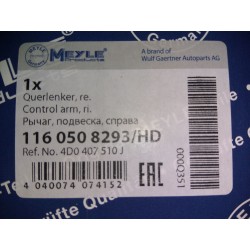 MEYLE
A brand of
Wulf Gaertner Autoparts AG
1x
Querlenker, re.
Control arm, ri.
Рычаг, подвеска, справа
116 050 8293/HD
Ref. No. 4D0 407 510 J
EAC
4 040074 074152